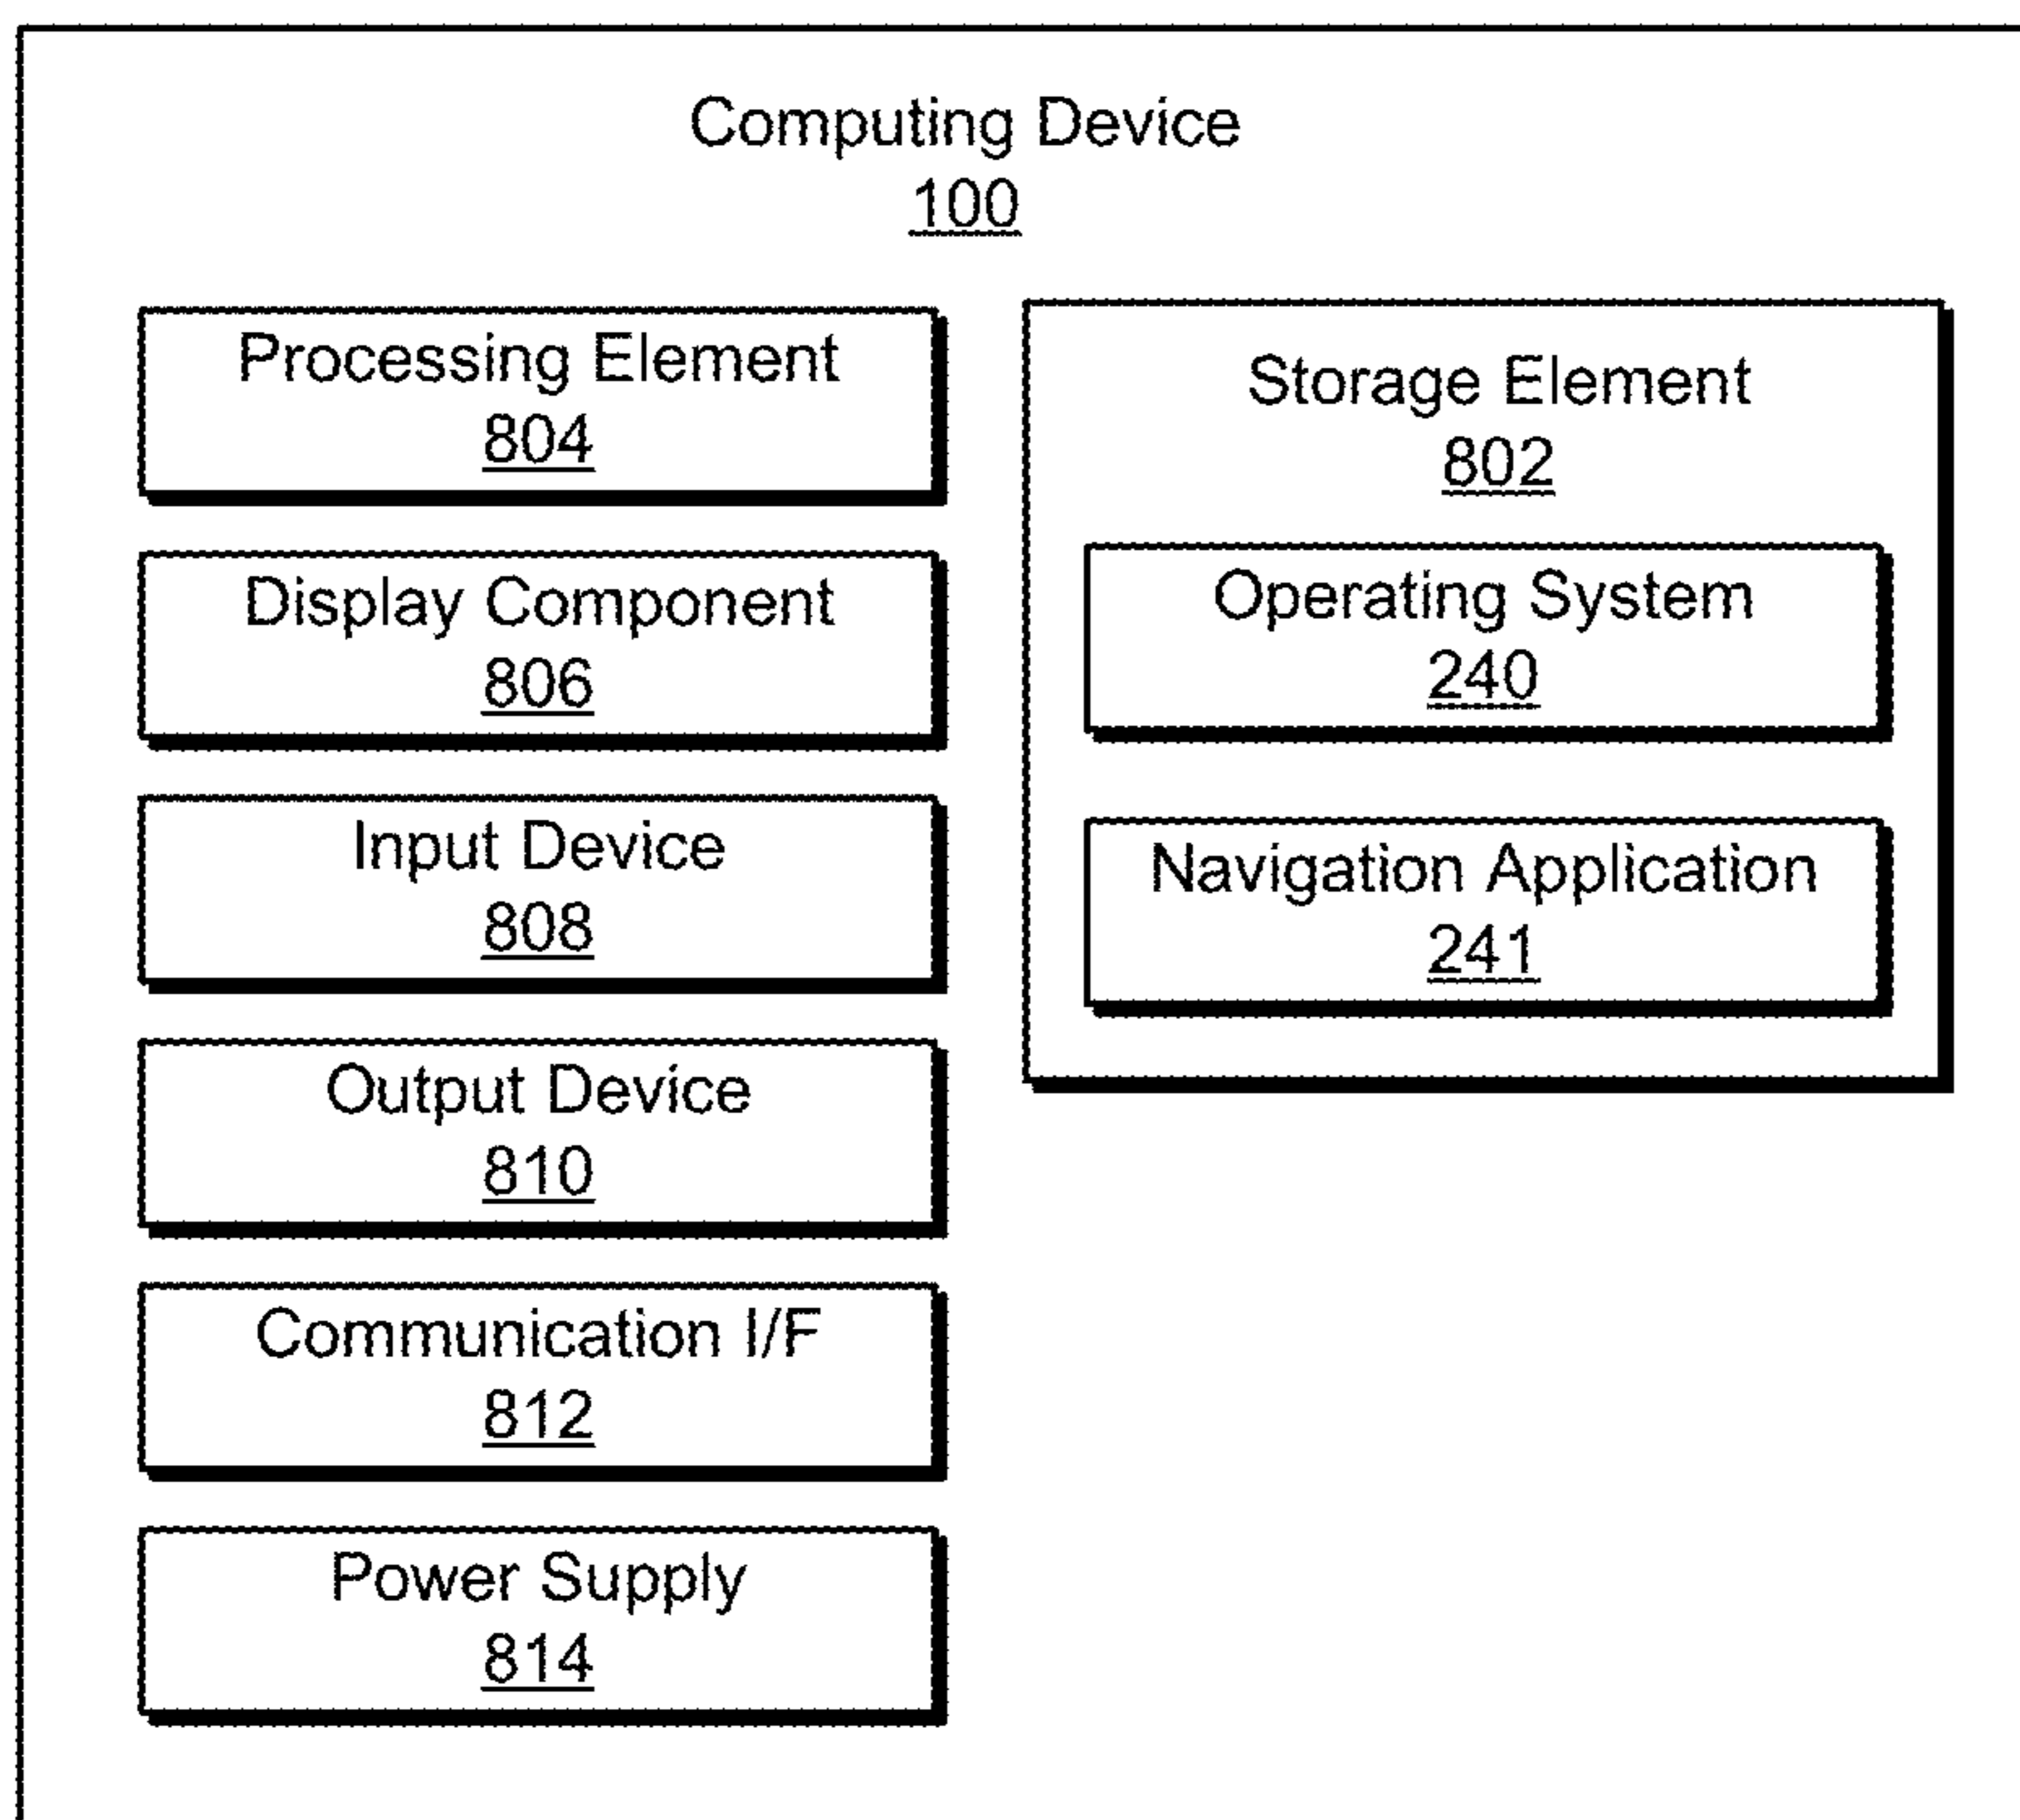 Computing Device
100
Processing Element
804
Display Component
806
Input Device
808
Output Device
810
Communication I/F
812
Power Supply
814
Storage Element
802
Operating System
240
Navigation Application
241